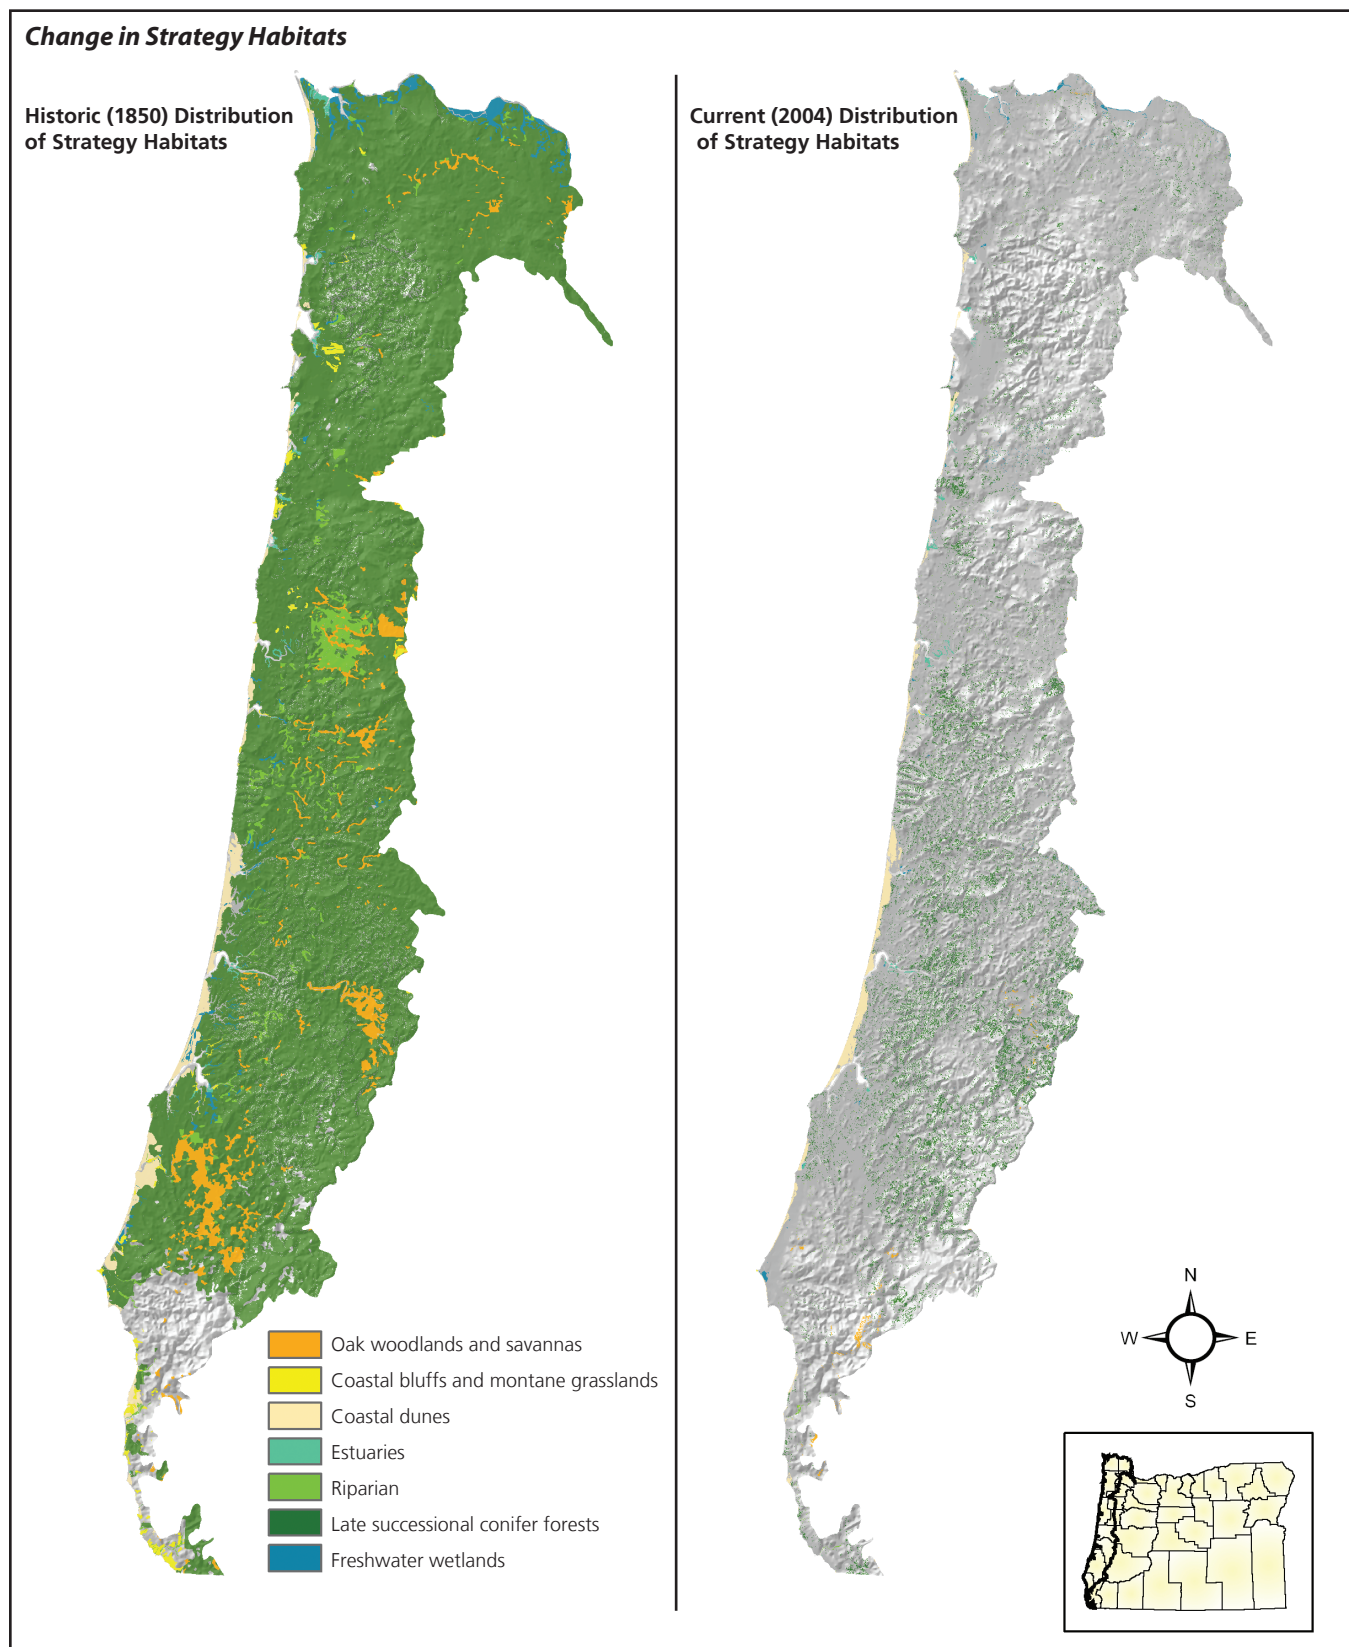 Change in Strategy Habitats
Historic (1850) Distribution
of Strategy Habitats
Current (2004) Distribution
of Strategy Habitats
Oak woodlands and savannas
Coastal bluffs and montane grasslands
Coastal dunes
Estuaries
Riparian
Late successional conifer forests
Freshwater wetlands
N
W E
S